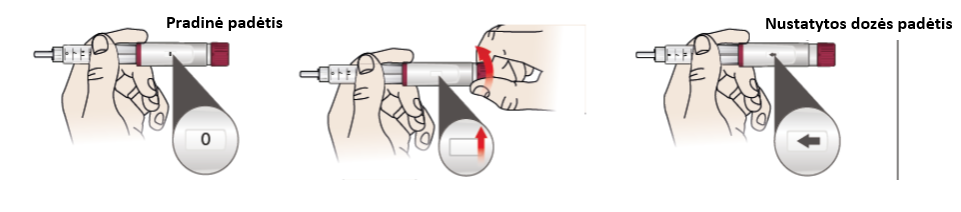 Pradinė padėtis
Nustatytos dozės padėtis
0